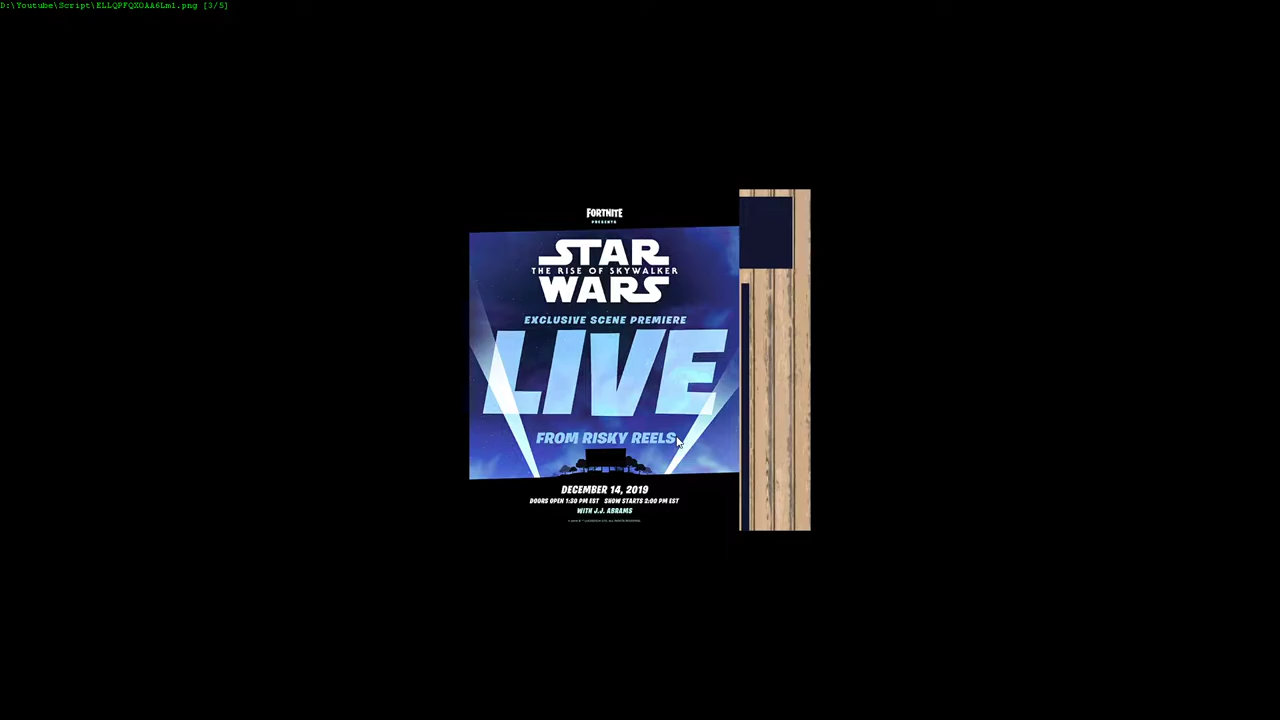 D:\Youtube\Script\ELLQPFQXOAA6Lm1.png [3/5]
FORTNITE
PRESENTS
STAR
THE RISE OF SKYWALKER
WARS
EXCLUSIVE SCENE PREMIERE
LIVE
FROM RISKY REELS
DECEMBER 14, 2019
DOORS OPEN 1:30 PM EST SHOW STARTS 2:00 PM EST
WITH J.J. ABRAMS